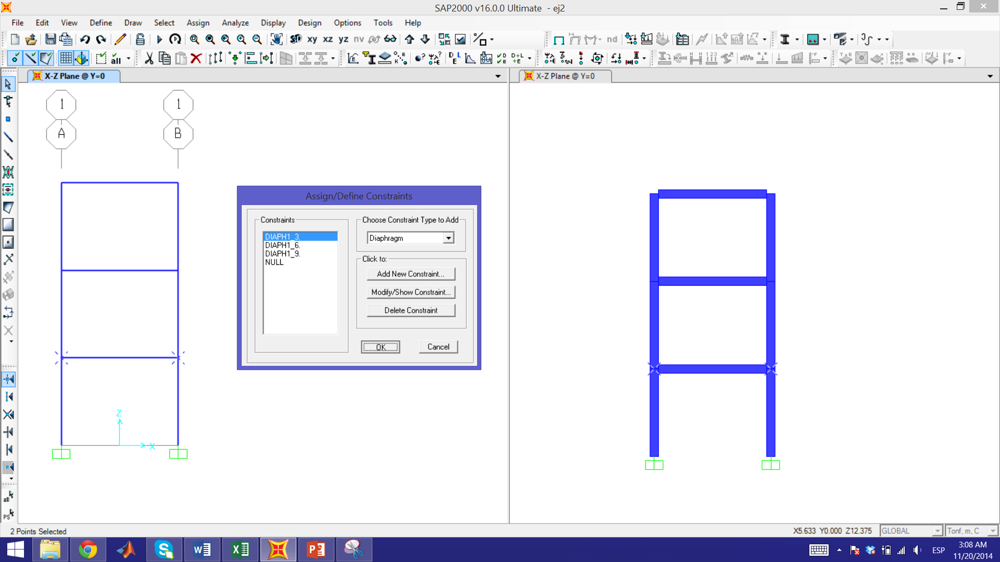 SAP2000 v16.0.0 Ultimate - ej2
File Edit View Define Draw Select Assign Analyze Display Design Options Tools Help
xy xz yz nv nd
all
X-Z Plane @ Y=0
X-Z Plane @ Y=0
1 1
A B
Assign/Define Constraints
Constraints
DIAPH1_3.
DIAPH1_6.
DIAPH1_9.
NULL
Choose Constraint Type to Add
Diaphragm
Click to:
Add New Constraint...
Modify/Show Constraint...
Delete Constraint
OK Cancel
Z
X
all
PS
2 Points Selected
X5.633 Y0.000 Z12.375
GLOBAL
Tonf, m, C
ESP
3:08 AM
11/20/2014